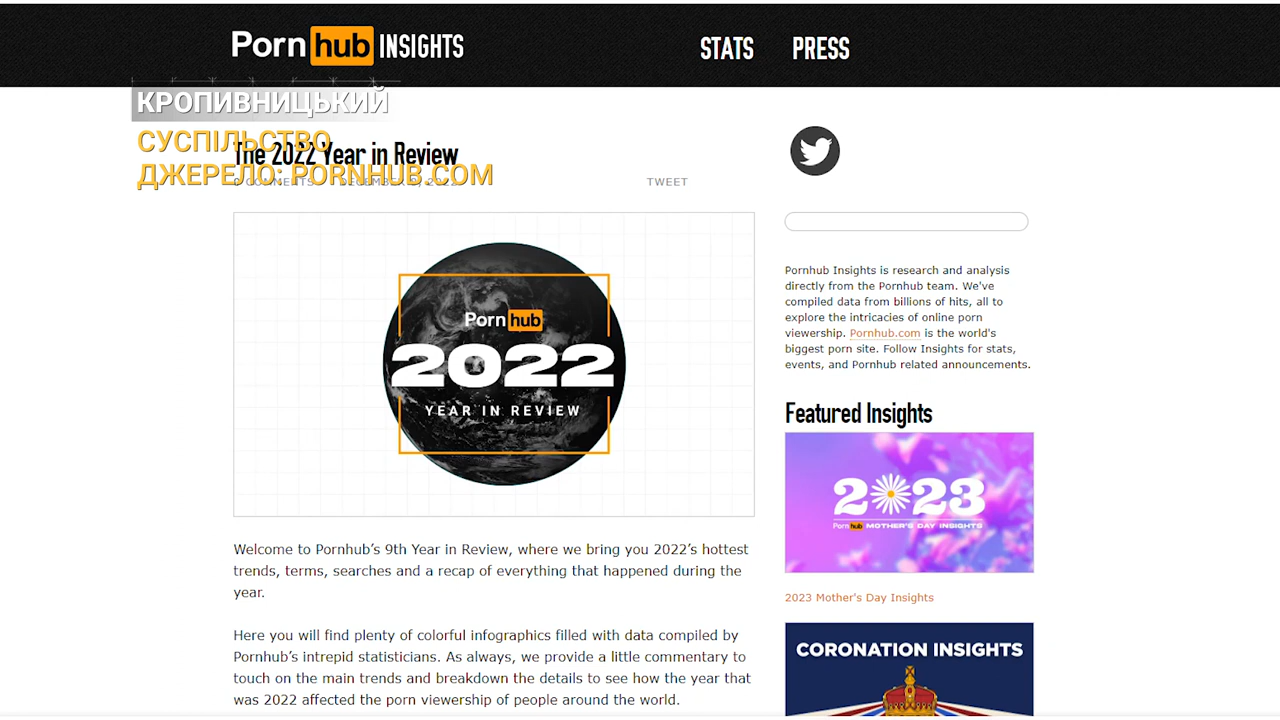 Pornhub INSIGHTS
STATS
PRESS
КРОПИВНИЦЬКИЙ
СУСПІЛЬСТВО
ДЖЕРЕЛО: PORNHUB.COM
The 2022 Year in Review
TWEET
Pornhub
2022
YEAR IN REVIEW
Welcome to Pornhub’s 9th Year in Review, where we bring you 2022’s hottest
trends, terms, searches and a recap of everything that happened during the
year.
Here you will find plenty of colorful infographics filled with data compiled by
Pornhub’s intrepid statisticians. As always, we provide a little commentary to
touch on the main trends and breakdown the details to see how the year that
was 2022 affected the porn viewership of people around the world.
Pornhub Insights is research and analysis
directly from the Pornhub team. We've
compiled data from billions of hits, all to
explore the intricacies of online porn
viewership. Pornhub.com is the world's
biggest porn site. Follow Insights for stats,
events, and Pornhub related announcements.
Featured Insights
2023
Pornhub MOTHER'S DAY INSIGHTS
2023 Mother's Day Insights
CORONATION INSIGHTS